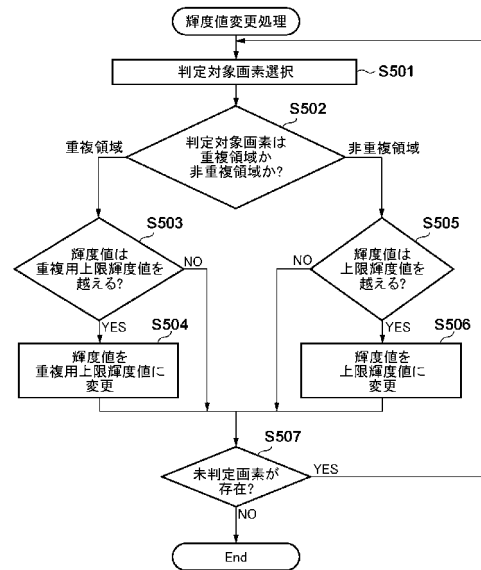 輝度値変更処理
判定対象画素選択
S501
S502
判定対象画素は
重複領域か
非重複領域か?
重複領域
非重複領域
S503
輝度値は
重複用上限輝度値を
越える?
NO
YES
S505
輝度値は
上限輝度値を
越える?
NO
YES
S504
輝度値を
重複用上限輝度値に
変更
S506
輝度値を
上限輝度値に
変更
S507
未判定画素が
存在?
YES
NO
End